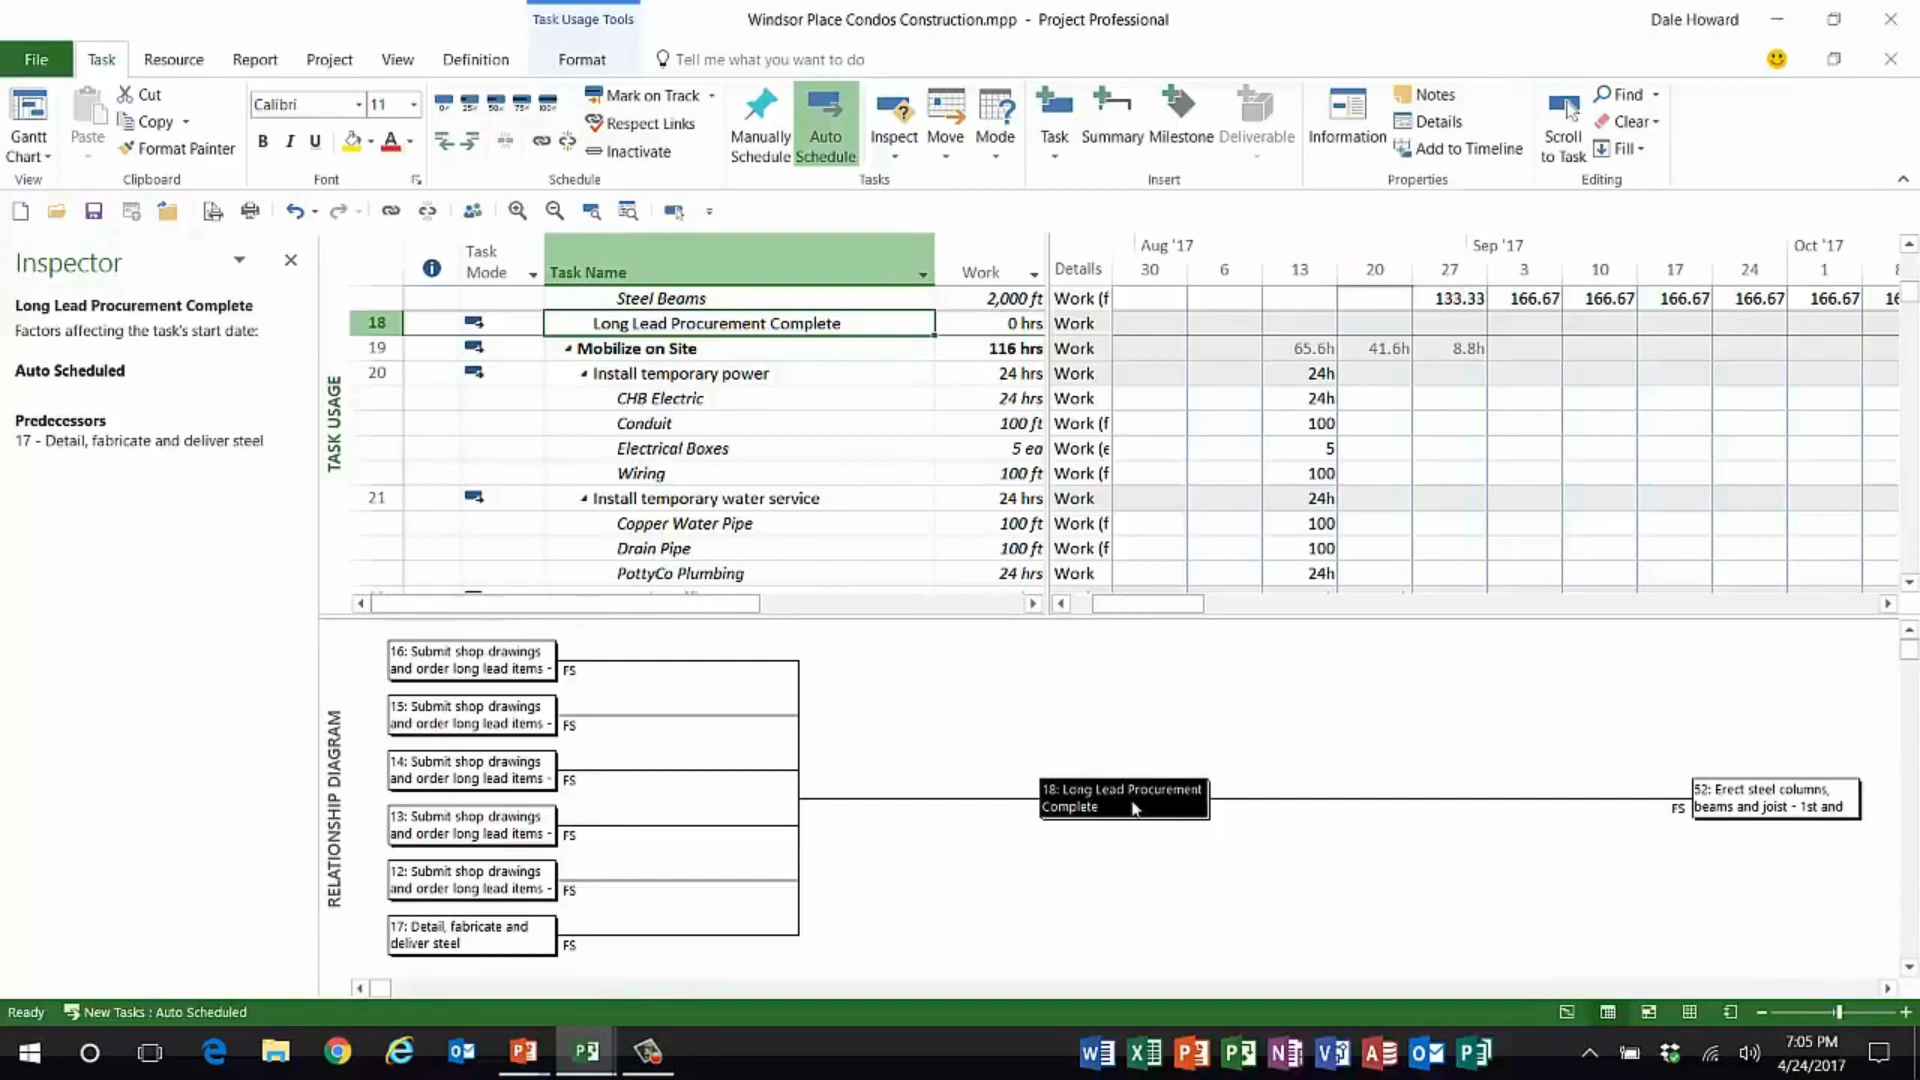 Task Usage Tools
Windsor Place Condos Construction.mpp - Project Professional
Dale Howard
File Task Resource Report Project View Definition Format Tell me what you want to do
Gantt Chart
View
Paste
Cut
Copy
Format Painter
Clipboard
Calibri 11
B I U A
Font
0% 25% 50% 75% 100%
Mark on Track
Respect Links
Inactivate
Schedule
Manually Schedule
Auto Schedule
Inspect
Move
Mode
Tasks
Task
Summary
Milestone
Deliverable
Insert
Information
Notes
Details
Add to Timeline
Properties
Scroll to Task
Find
Clear
Fill
Editing
Inspector
Long Lead Procurement Complete
Factors affecting the task's start date:
Auto Scheduled
Predecessors
17 - Detail, fabricate and deliver steel
TASK USAGE
Task Mode Task Name Work Details
Aug '17 Sep '17 Oct '17
30 6 13 20 27 3 10 17 24 1 8
Steel Beams 2,000 ft Work (f 133.33 166.67 166.67 166.67 166.67 166.67 16
18 Long Lead Procurement Complete 0 hrs Work
19 Mobilize on Site 116 hrs Work 65.6h 41.6h 8.8h
20 Install temporary power 24 hrs Work 24h
CHB Electric 24 hrs Work 24h
Conduit 100 ft Work (f 100
Electrical Boxes 5 ea Work (e 5
Wiring 100 ft Work (f 100
21 Install temporary water service 24 hrs Work 24h
Copper Water Pipe 100 ft Work (f 100
Drain Pipe 100 ft Work (f 100
PottyCo Plumbing 24 hrs Work 24h
RELATIONSHIP DIAGRAM
16: Submit shop drawings
and order long lead items -
FS
15: Submit shop drawings
and order long lead items -
FS
14: Submit shop drawings
and order long lead items -
FS
13: Submit shop drawings
and order long lead items -
FS
12: Submit shop drawings
and order long lead items -
FS
17: Detail, fabricate and
deliver steel
FS
18: Long Lead Procurement
Complete
FS
52: Erect steel columns,
beams and joist - 1st and
Ready New Tasks : Auto Scheduled
7:05 PM
4/24/2017